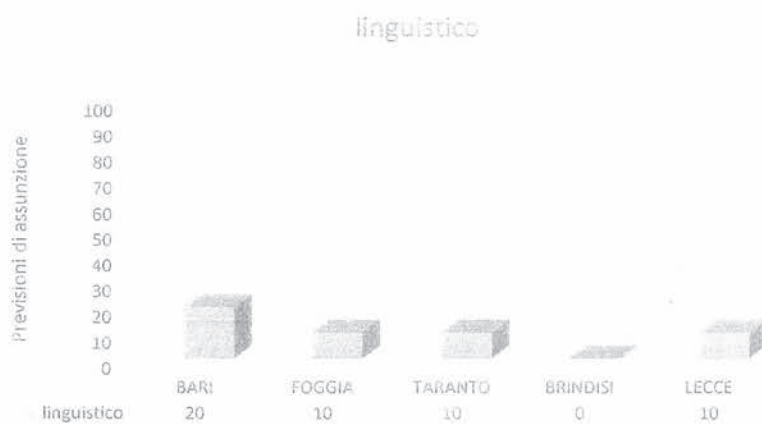 linguistico
Previsioni di assunzione
100
90
80
70
60
50
40
30
20
10
0
BARI FOGGIA TARANTO BRINDISI LECCE
linguistico 20 10 10 0 10